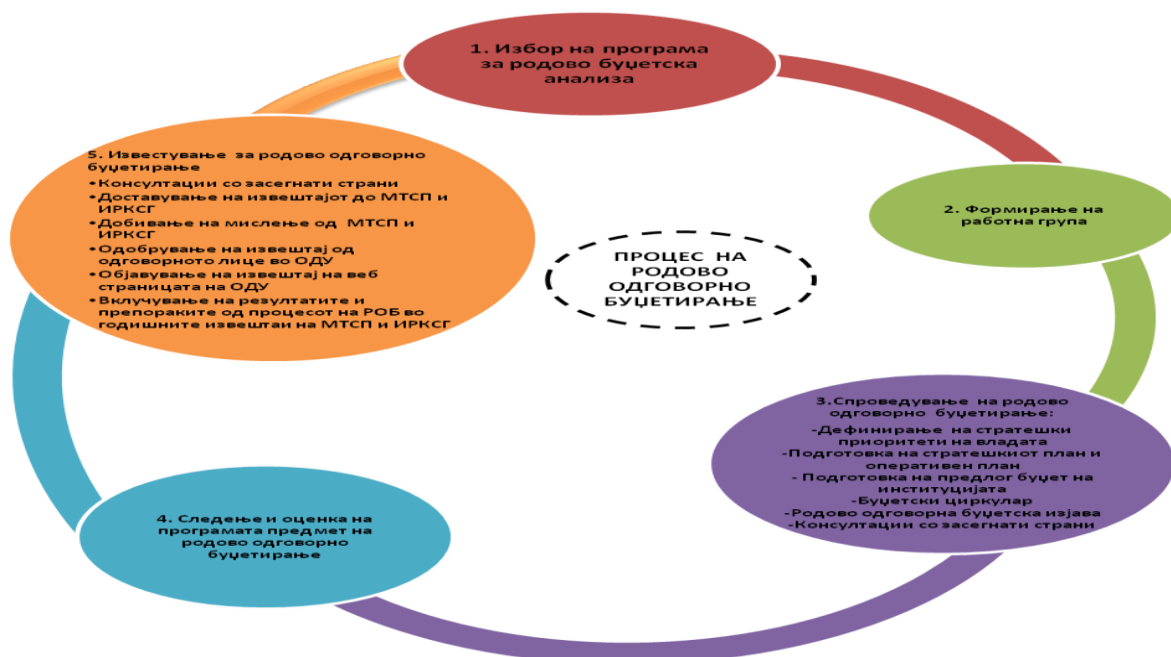 1. Избор на програма
за родово буџетска
анализа
2. Формирање на
работна група
3.Спроведување на родово
одговорно буџетирање:
-Дефинирање на стратешки
приоритети на владата
-Подготовка на стратешкиот план и
оперативен план
- Подготовка на предлог буџет на
институцијата
-Буџетски циркулар
-Родово одговорна буџетска изјава
-Консултации со засегнати страни
4. Следење и оценка на
програмата предмет на
родово одговорно
буџетирање
5. Известување за родово одговорно
буџетирање
•Консултации со засегнати страни
•Доставување на извештајот до МТСП и
ИРКСГ
•Добивање на мислење од МТСП и
ИРКСГ
•Одобрување на извештај од
одговорното лице во ОДУ
•Објавување на извештај на веб
страницата на ОДУ
•Вклучување на резултатите и
препораките од процесот на РОБ во
годишните извештаи на МТСП и ИРКСГ
ПРОЦЕС НА
РОДОВО
ОДГОВОРНО
БУЏЕТИРАЊЕ